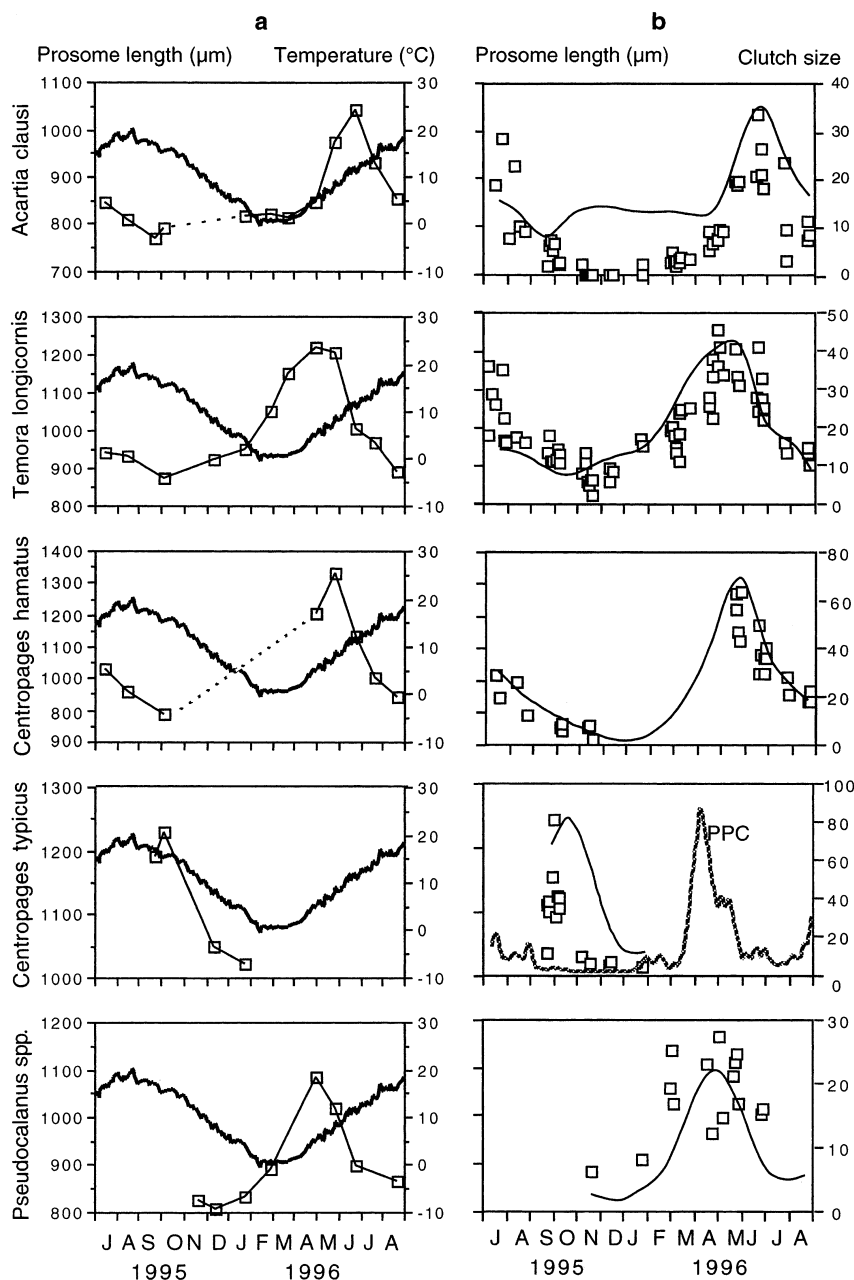 a b
Prosome length (µm) Temperature (°C) Prosome length (µm) Clutch size
Acartia clausi
1100 30 40
1000 20 30
900 10 20
800 0 10
700 -10 0
Temora longicornis
1300 30 50
1200 20 40
1100 10 30
1000 0 20
900 10
800 -10 0
Centropages hamatus
1400 30 80
1300 20 60
1200
1100 10 40
1000 0 20
800
900 -10 0
Centropages typicus
1300 30 100
20 80
1200 PPC
10 60
1100 0 40
20
1000 -10 0
Pseudocalanus spp.
1200 30 30
1100 20 20
1000 10
900 0 10
800 -10 0
J A S O N D J F M A M J J A J A S O N D J F M A M J J A
1995 1996 1995 1996